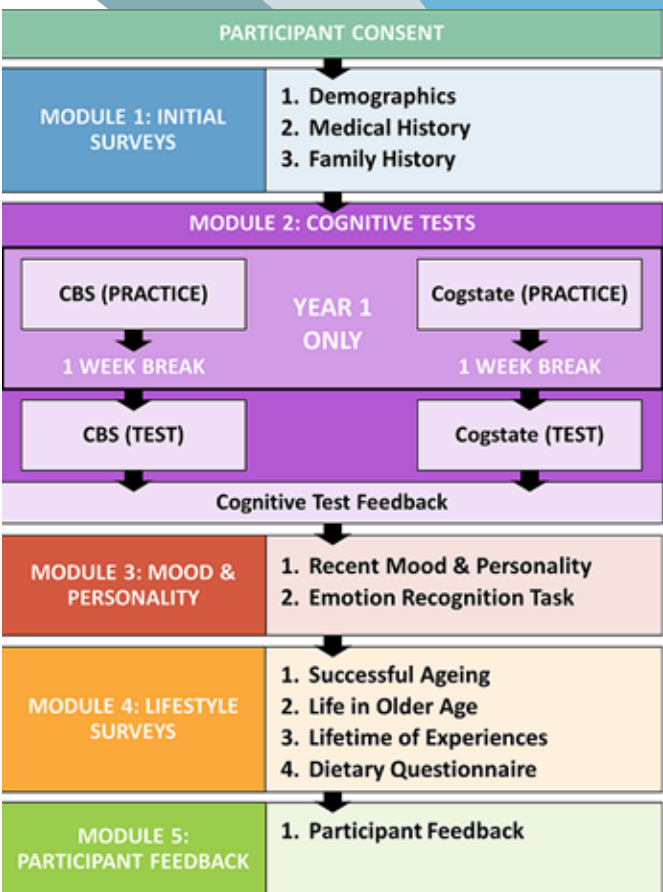 PARTICIPANT CONSENT
MODULE 1: INITIAL
SURVEYS
1. Demographics
2. Medical History
3. Family History
MODULE 2: COGNITIVE TESTS
CBS (PRACTICE)
YEAR 1
ONLY
Cogstate (PRACTICE)
1 WEEK BREAK
1 WEEK BREAK
CBS (TEST)
Cogstate (TEST)
Cognitive Test Feedback
MODULE 3: MOOD &
PERSONALITY
1. Recent Mood & Personality
2. Emotion Recognition Task
MODULE 4: LIFESTYLE
SURVEYS
1. Successful Ageing
2. Life in Older Age
3. Lifetime of Experiences
4. Dietary Questionnaire
MODULE 5:
PARTICIPANT FEEDBACK
1. Participant Feedback